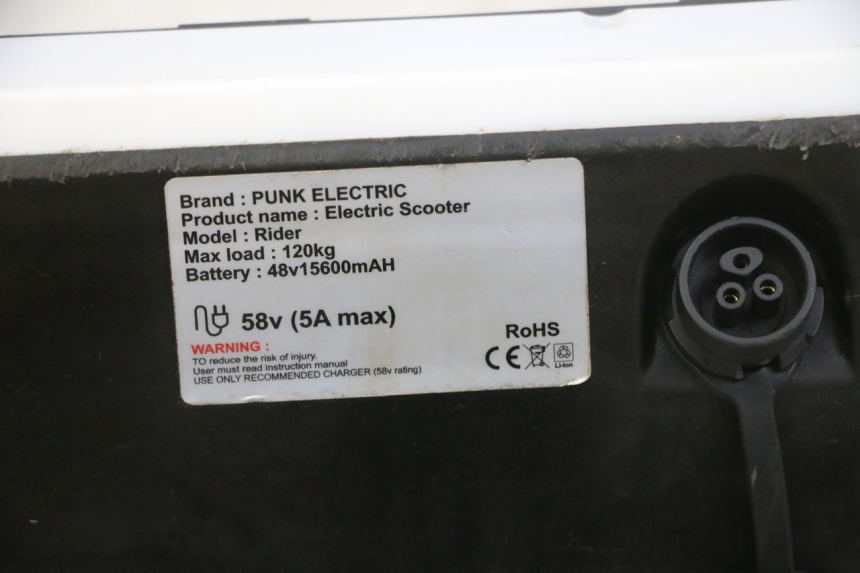 Brand : PUNK ELECTRIC
Product name : Electric Scooter
Model : Rider
Max load : 120kg
Battery : 48v15600mAH
58v (5A max)
WARNING :
TO reduce the risk of injury.
User must read instruction manual
USE ONLY RECOMMENDED CHARGER (58v rating)
RoHS
CE
Li-ion